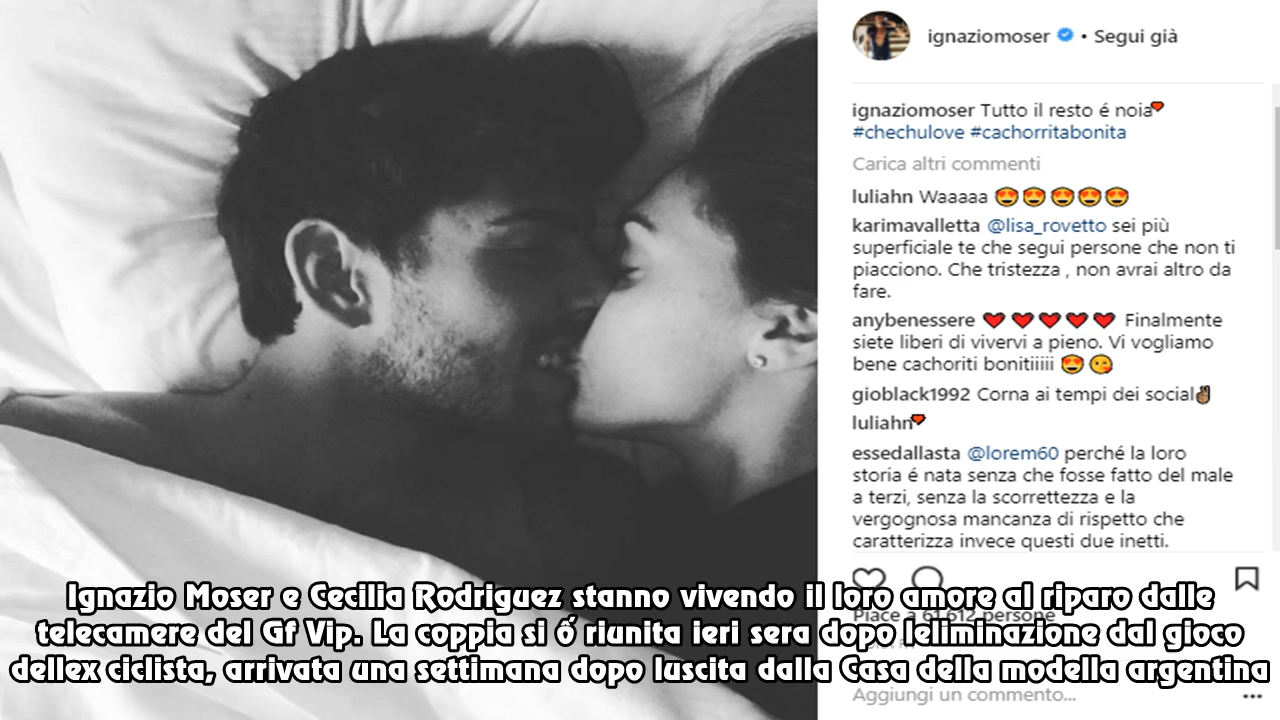 ignaziomoser • Segui già
ignaziomoser Tutto il resto é noia❤
#chechulove #cachorritabonita
Carica altri commenti
luliahn Waaaaa 😍😍😍😍😍
karimavalletta @lisa_rovetto sei più
superficiale te che segui persone che non ti
piacciono. Che tristezza , non avrai altro da
fare.
anybenessere ❤❤❤❤❤ Finalmente
siete liberi di vivervi a pieno. Vi vogliamo
bene cachoriti bonitiiiii 😍😘
gioblack1992 Corna ai tempi dei social✌🏾
luliahn❤
essedallasta @lorem60 perché la loro
storia é nata senza che fosse fatto del male
a terzi, senza la scorrettezza e la
vergognosa mancanza di rispetto che
caratterizza invece questi due inetti.
Piace a 61 612 persone
Aggiungi un commento...
Ignazio Moser e Cecilia Rodriguez stanno vivendo il loro amore al riparo dalle
telecamere del Gf Vip. La coppia si ó riunita ieri sera dopo leliminazione dal gioco
dellex ciclista, arrivata una settimana dopo luscita dalla Casa della modella argentina